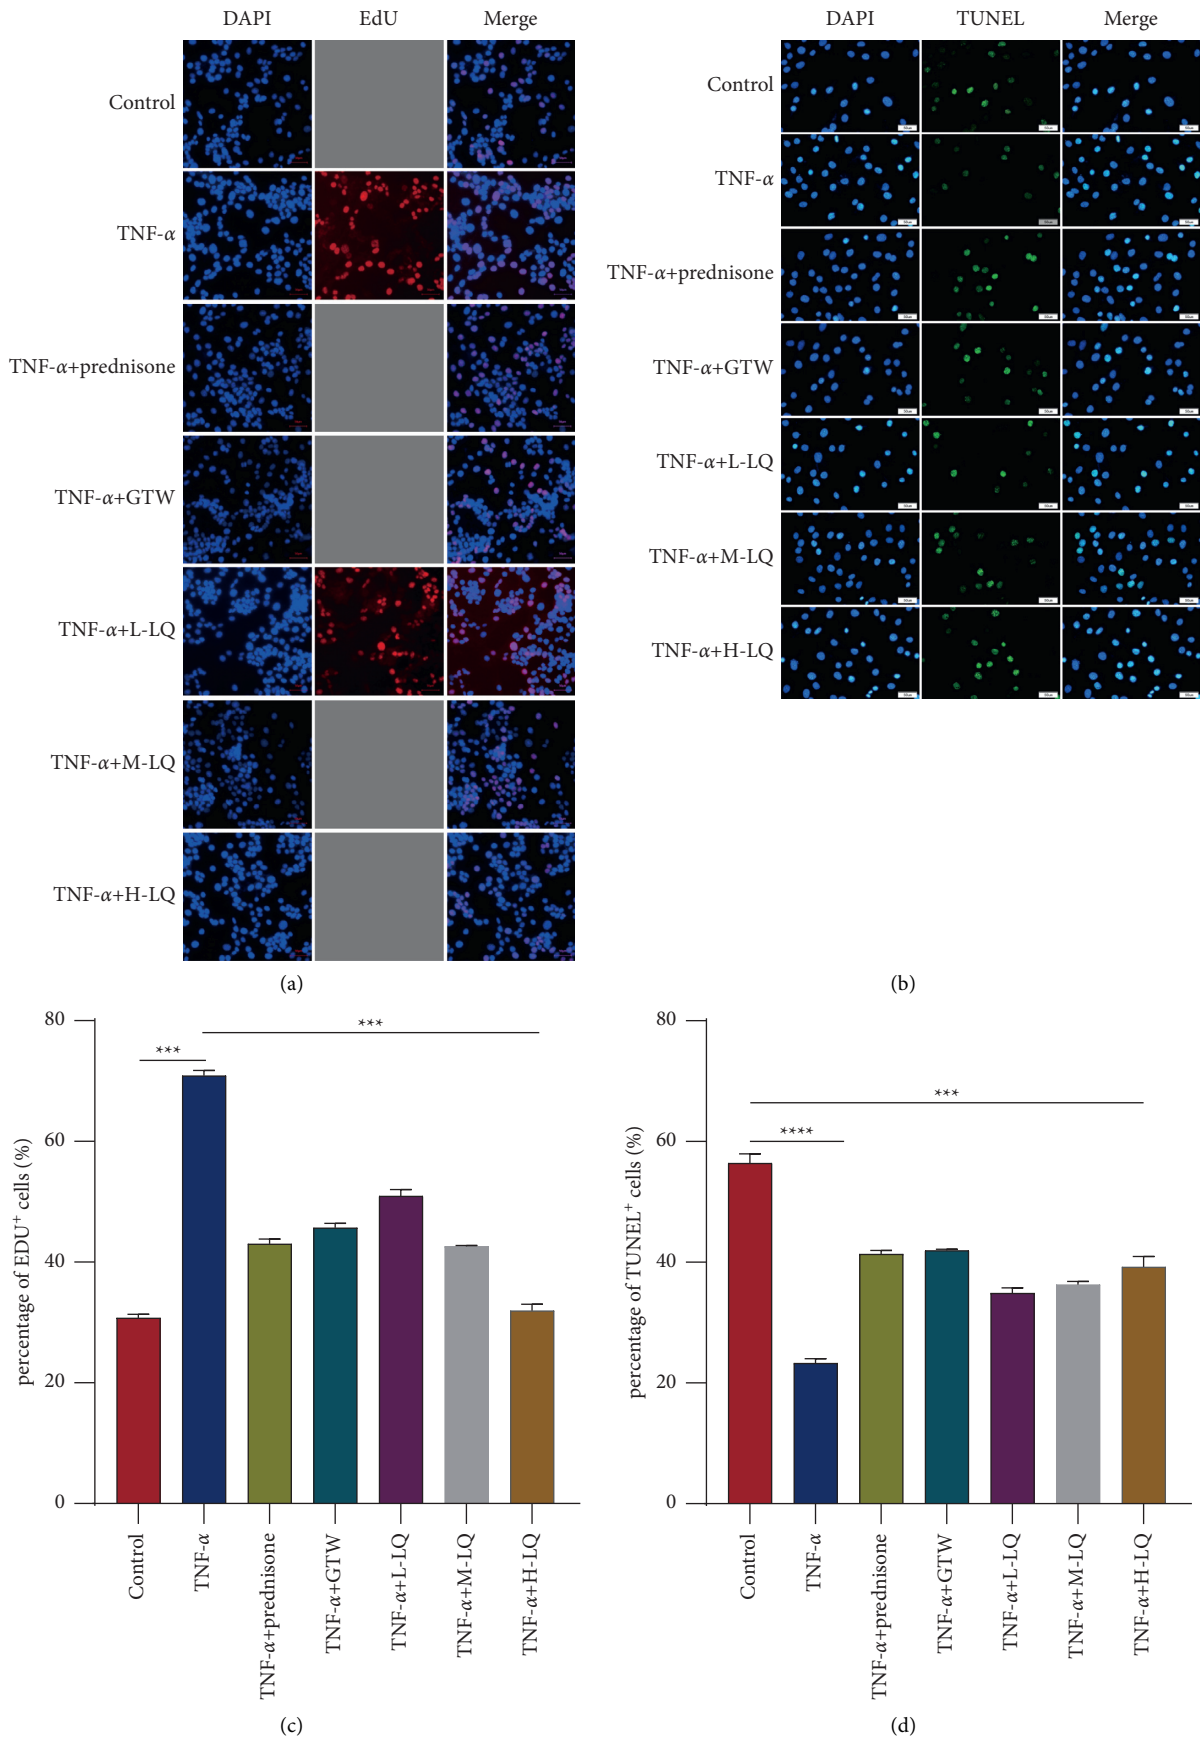 DAPI EdU Merge
Control
TNF-α
TNF-α+prednisone
TNF-α+GTW
TNF-α+L-LQ
TNF-α+M-LQ
TNF-α+H-LQ
(a)
DAPI TUNEL Merge
Control
TNF-α
TNF-α+prednisone
TNF-α+GTW
TNF-α+L-LQ
TNF-α+M-LQ
TNF-α+H-LQ
(b)
percentage of EDU⁺ cells (%)
80
60
40
20
0
***
***
Control
TNF-α
TNF-α+prednisone
TNF-α+GTW
TNF-α+L-LQ
TNF-α+M-LQ
TNF-α+H-LQ
(c)
percentage of TUNEL⁺ cells (%)
80
60
40
20
0
***
****
Control
TNF-α
TNF-α+prednisone
TNF-α+GTW
TNF-α+L-LQ
TNF-α+M-LQ
TNF-α+H-LQ
(d)